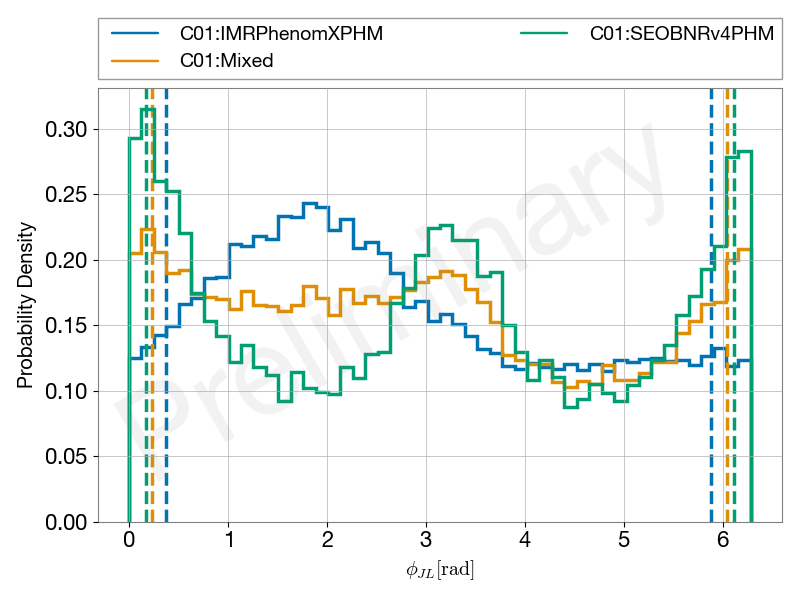 C01:IMRPhenomXPHM
C01:SEOBNRv4PHM
C01:Mixed
Preliminary
Probability Density
0.30
0.25
0.20
0.15
0.10
0.05
0.00
0 1 2 3 4 5 6
ϕ_JL[rad]